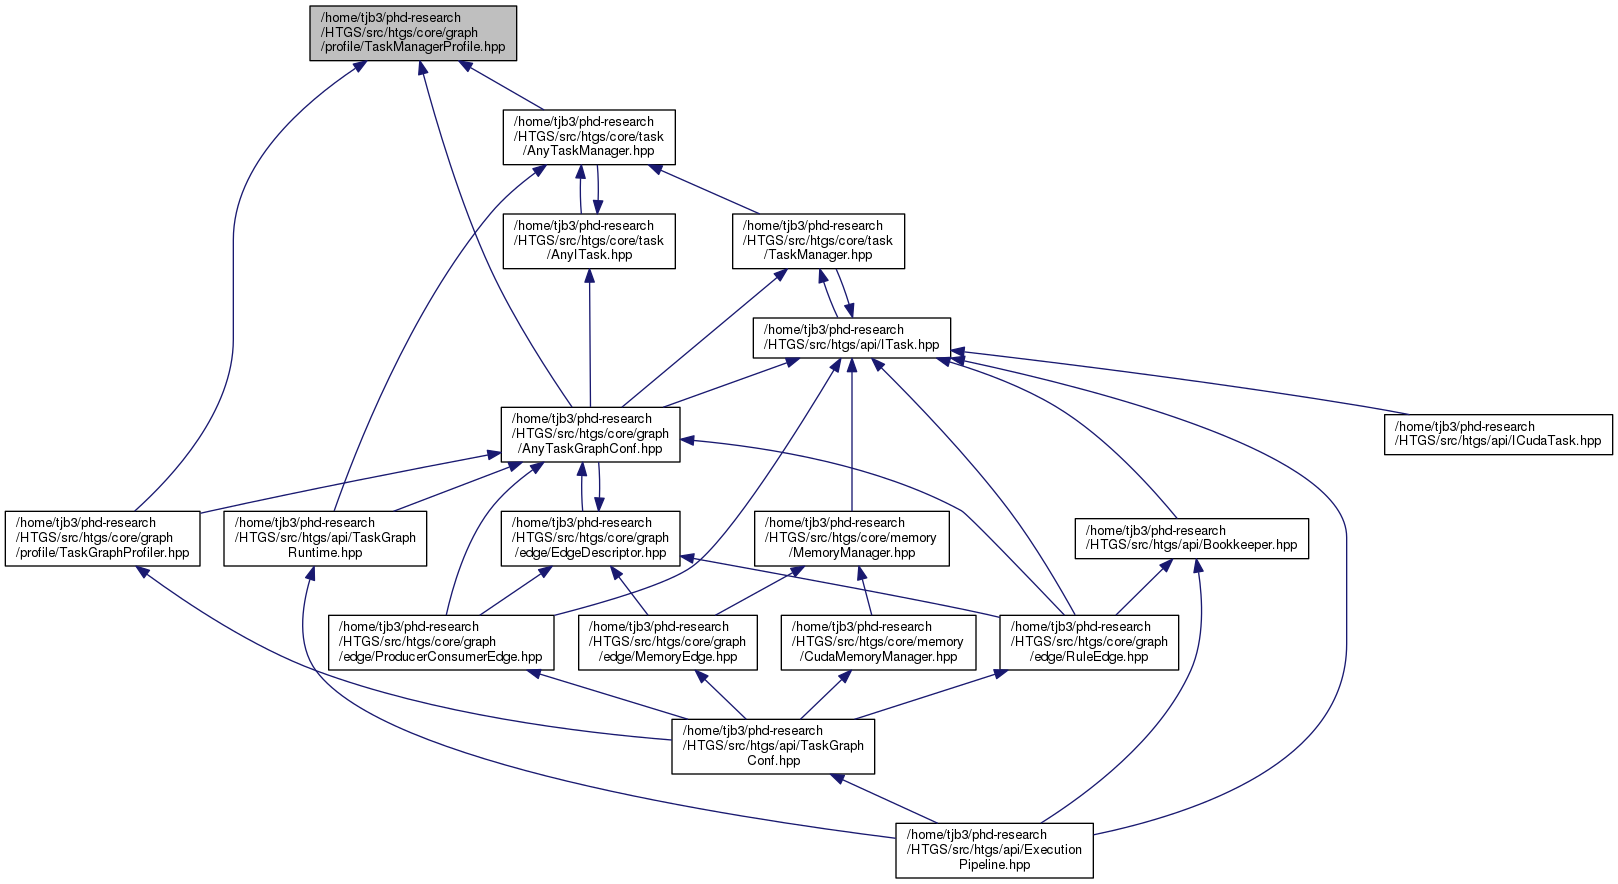 /home/tjb3/phd-research
/HTGS/src/htgs/core/graph
/profile/TaskManagerProfile.hpp
/home/tjb3/phd-research
/HTGS/src/htgs/core/task
/AnyTaskManager.hpp
/home/tjb3/phd-research
/HTGS/src/htgs/core/task
/AnyITask.hpp
/home/tjb3/phd-research
/HTGS/src/htgs/core/task
/TaskManager.hpp
/home/tjb3/phd-research
/HTGS/src/htgs/api/ITask.hpp
/home/tjb3/phd-research
/HTGS/src/htgs/core/graph
/AnyTaskGraphConf.hpp
/home/tjb3/phd-research
/HTGS/src/htgs/api/ICudaTask.hpp
/home/tjb3/phd-research
/HTGS/src/htgs/core/graph
/profile/TaskGraphProfiler.hpp
/home/tjb3/phd-research
/HTGS/src/htgs/api/TaskGraph
Runtime.hpp
/home/tjb3/phd-research
/HTGS/src/htgs/core/graph
/edge/EdgeDescriptor.hpp
/home/tjb3/phd-research
/HTGS/src/htgs/core/memory
/MemoryManager.hpp
/home/tjb3/phd-research
/HTGS/src/htgs/api/Bookkeeper.hpp
/home/tjb3/phd-research
/HTGS/src/htgs/core/graph
/edge/ProducerConsumerEdge.hpp
/home/tjb3/phd-research
/HTGS/src/htgs/core/graph
/edge/MemoryEdge.hpp
/home/tjb3/phd-research
/HTGS/src/htgs/core/memory
/CudaMemoryManager.hpp
/home/tjb3/phd-research
/HTGS/src/htgs/core/graph
/edge/RuleEdge.hpp
/home/tjb3/phd-research
/HTGS/src/htgs/api/TaskGraph
Conf.hpp
/home/tjb3/phd-research
/HTGS/src/htgs/api/Execution
Pipeline.hpp